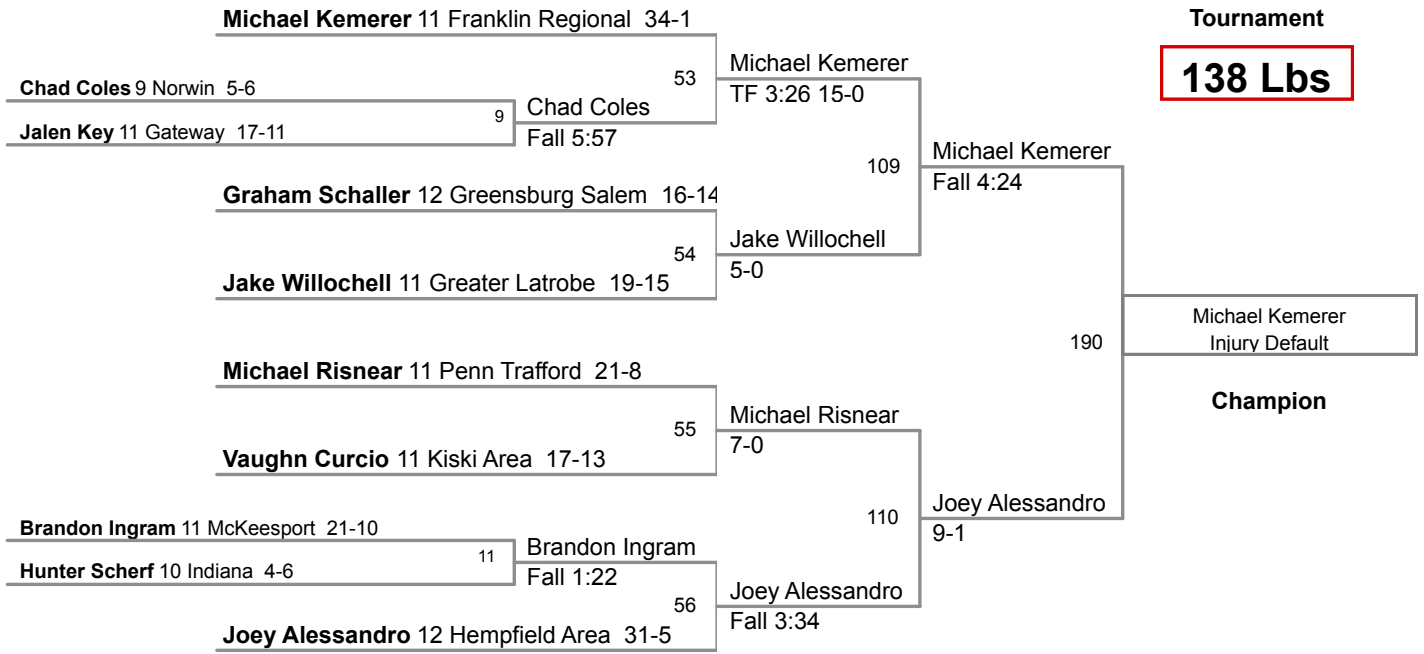 Michael Kemerer 11 Franklin Regional 34-1
Tournament
138 Lbs
53
Michael Kemerer
TF 3:26 15-0
Chad Coles 9 Norwin 5-6
9
Chad Coles
Fall 5:57
Jalen Key 11 Gateway 17-11
109
Michael Kemerer
Fall 4:24
Graham Schaller 12 Greensburg Salem 16-14
54
Jake Willochell
5-0
Jake Willochell 11 Greater Latrobe 19-15
190
Michael Kemerer
Injury Default
Champion
Michael Risnear 11 Penn Trafford 21-8
55
Michael Risnear
7-0
Vaughn Curcio 11 Kiski Area 17-13
110
Joey Alessandro
9-1
Brandon Ingram 11 McKeesport 21-10
11
Brandon Ingram
Fall 1:22
Hunter Scherf 10 Indiana 4-6
56
Joey Alessandro
Fall 3:34
Joey Alessandro 12 Hempfield Area 31-5